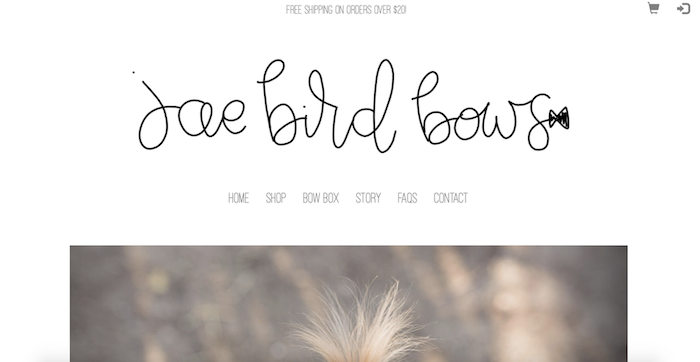 FREE SHIPPING ON ORDERS OVER $20!
jae bird bows
HOME SHOP BOW BOX STORY FAQS CONTACT